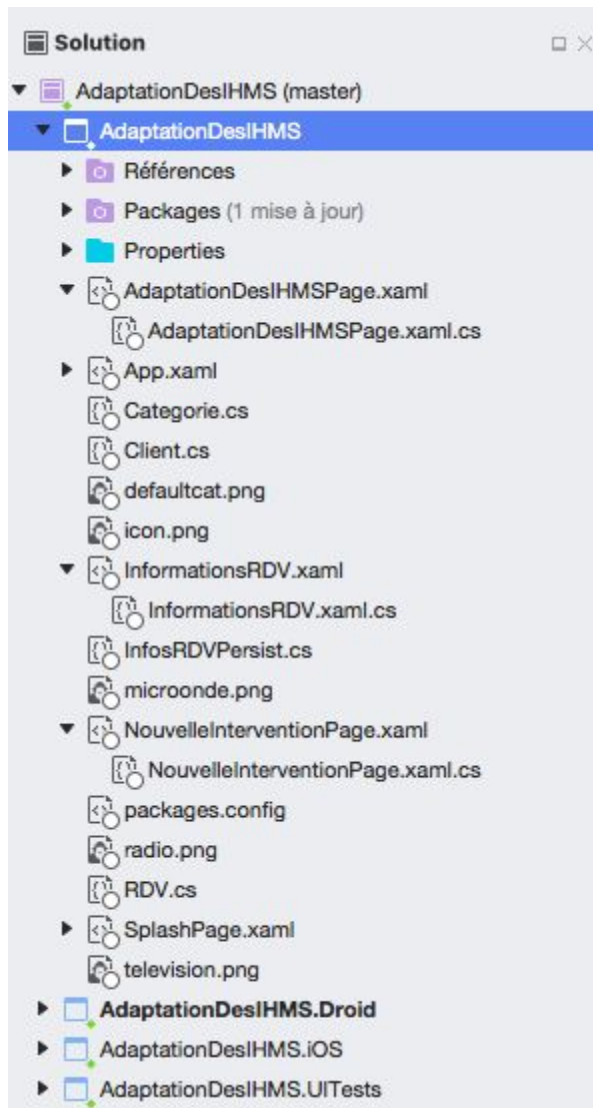 Solution
AdaptationDesIHMS (master)
AdaptationDesIHMS
Références
Packages (1 mise à jour)
Properties
AdaptationDesIHMSPage.xaml
AdaptationDesIHMSPage.xaml.cs
App.xaml
Categorie.cs
Client.cs
defaultcat.png
icon.png
InformationsRDV.xaml
InformationsRDV.xaml.cs
InfosRDVPersist.cs
microonde.png
NouvelleInterventionPage.xaml
NouvelleInterventionPage.xaml.cs
packages.config
radio.png
RDV.cs
SplashPage.xaml
television.png
AdaptationDesIHMS.Droid
AdaptationDesIHMS.iOS
AdaptationDesIHMS.UITests